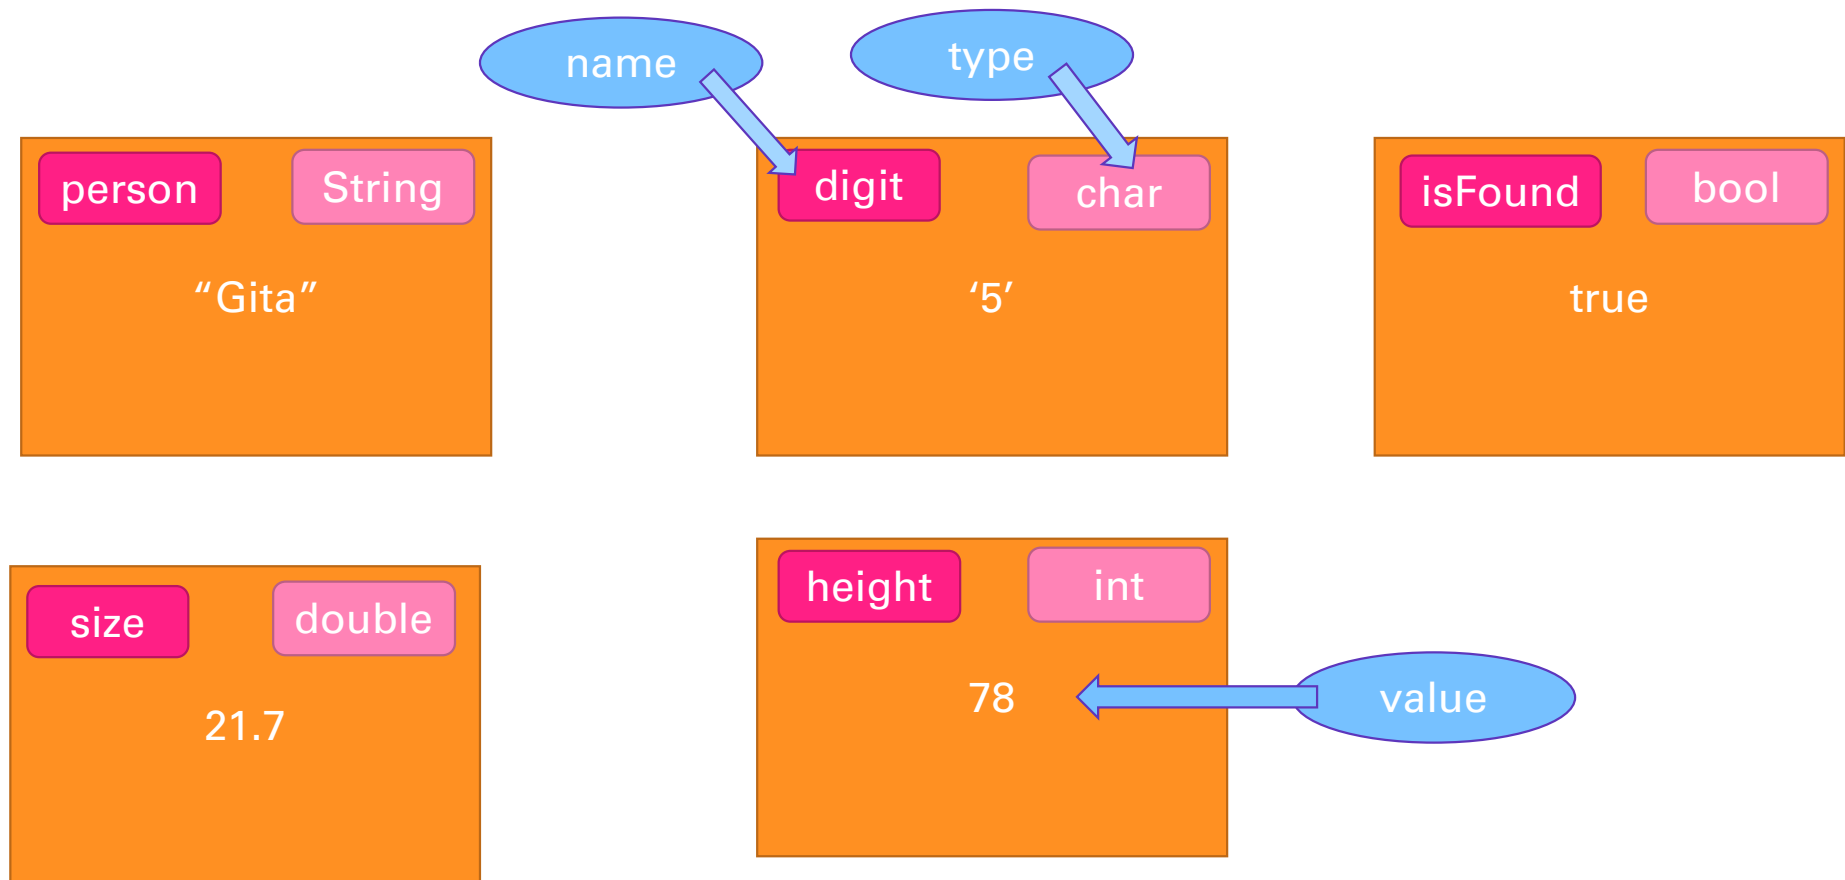 name
type
person
String
“Gita”
digit
char
‘5’
isFound
bool
true
size
double
21.7
height
int
78
value